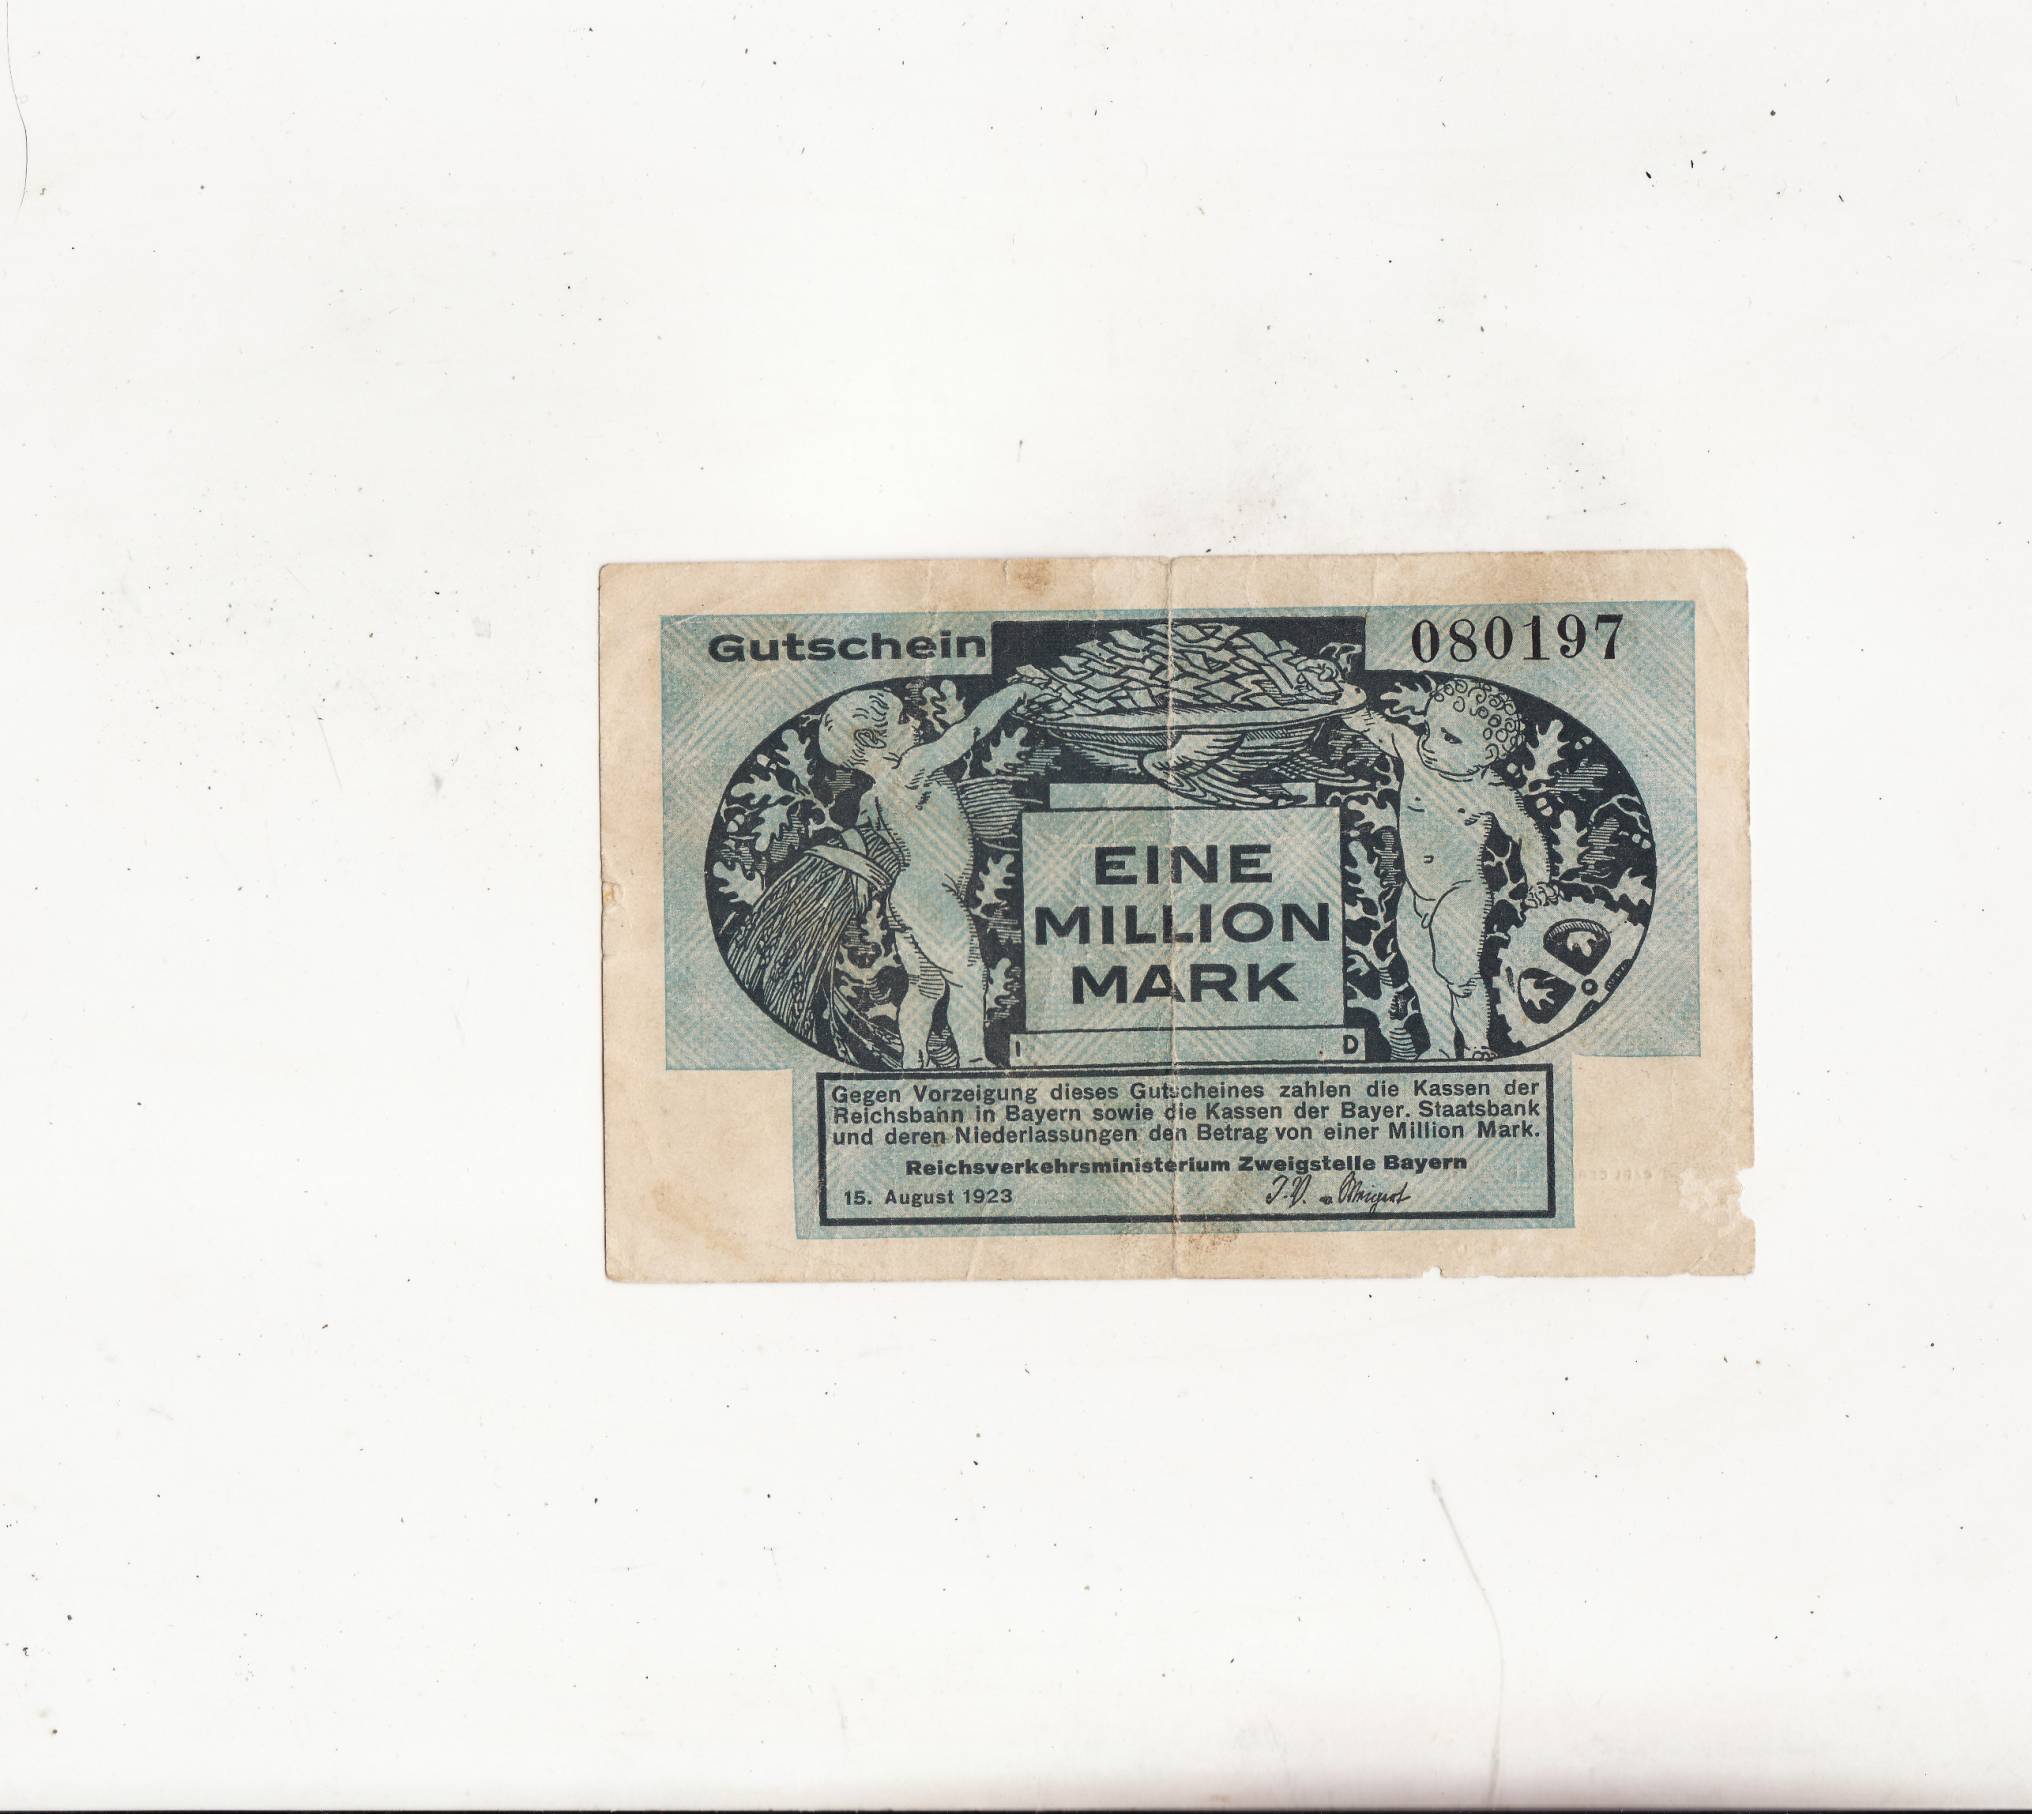 Gutschein
080197
EINE
MILLION
MARK
I D
Gegen Vorzeigung dieses Gutscheines zahlen die Kassen der
Reichsbahn in Bayern sowie die Kassen der Bayer. Staatsbank
und deren Niederlassungen den Betrag von einer Million Mark.
Reichsverkehrsministerium Zweigstelle Bayern
15. August 1923
J.V.